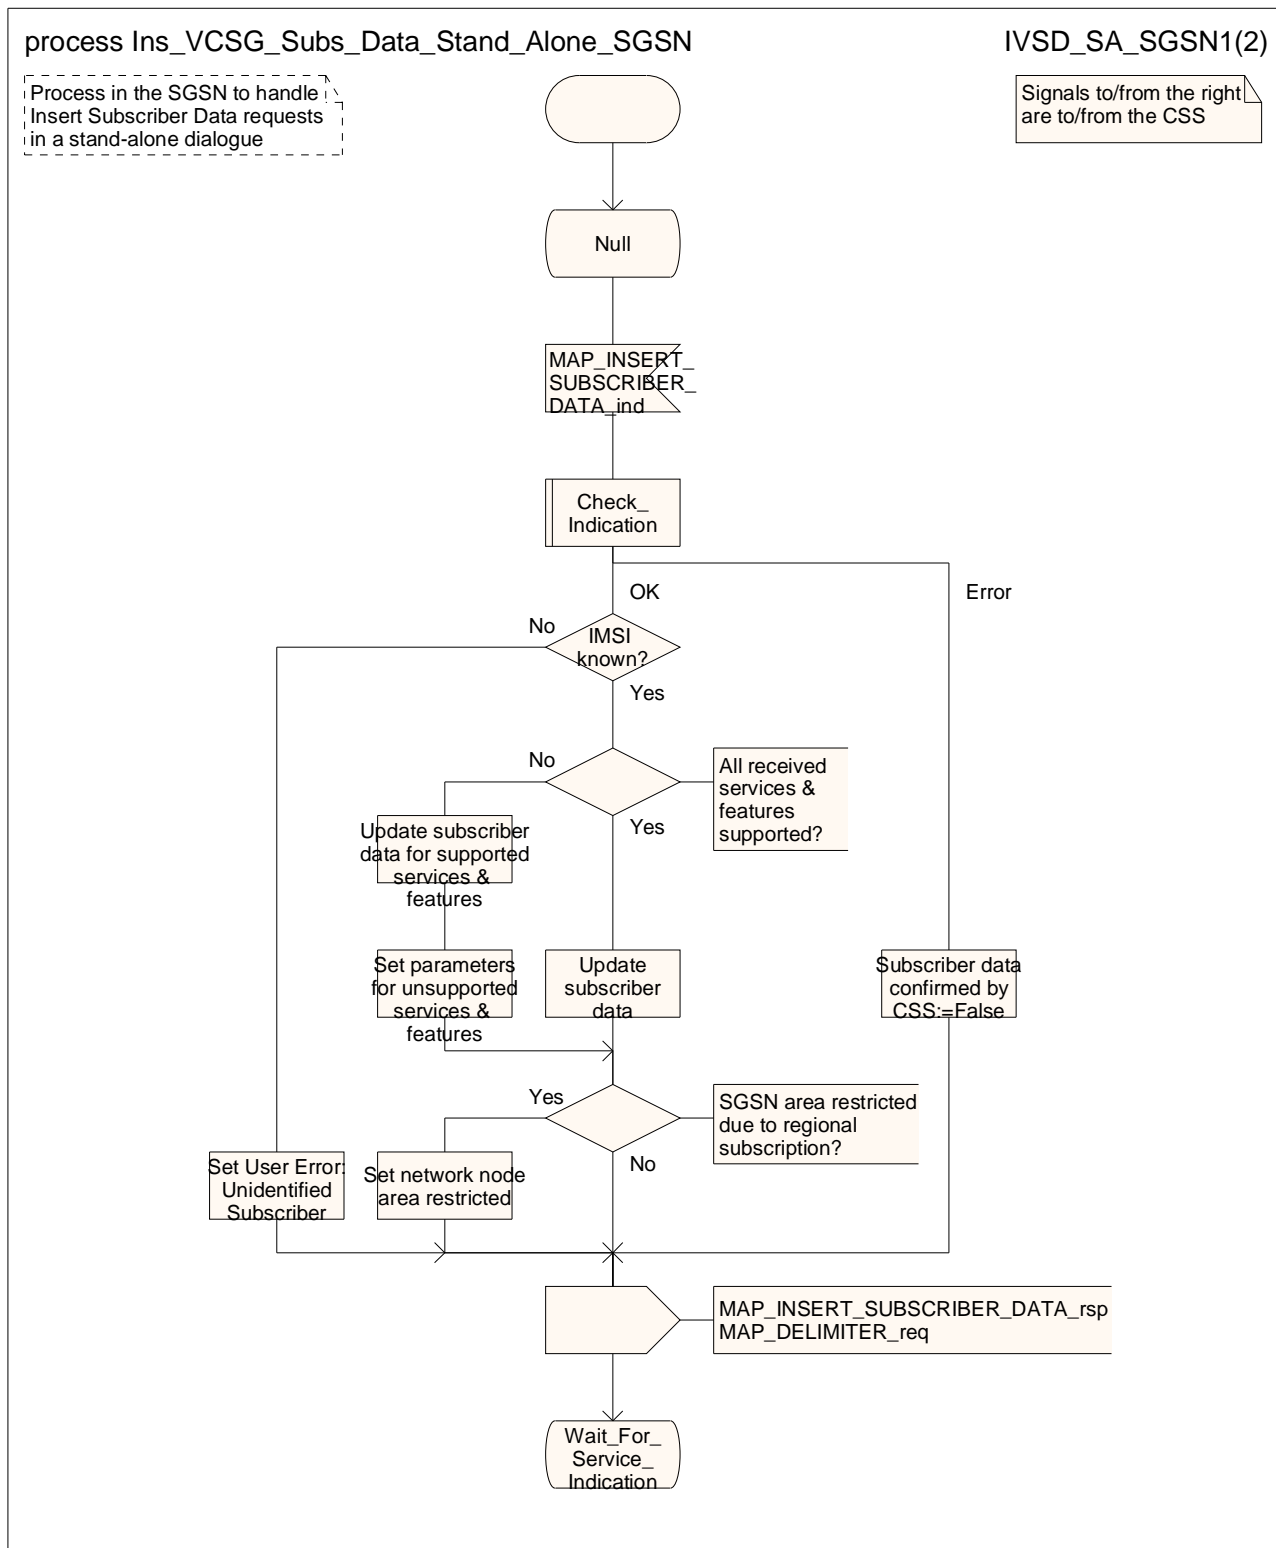 process Ins_VCSG_Subs_Data_Stand_Alone_SGSN
IVSD_SA_SGSN1(2)
Process in the SGSN to handle
Insert Subscriber Data requests
in a stand-alone dialogue
Signals to/from the right
are to/from the CSS
Null
MAP_INSERT_
SUBSCRIBER_
DATA_ind
Check_
Indication
OK
Error
No
IMSI
known?
Yes
No
All received
services &
features
supported?
Yes
Update subscriber
data for supported
services &
features
Set parameters
for unsupported
services &
features
Update
subscriber
data
Subscriber data
confirmed by
CSS:=False
Yes
SGSN area restricted
due to regional
subscription?
No
Set User Error:
Unidentified
Subscriber
Set network node
area restricted
MAP_INSERT_SUBSCRIBER_DATA_rsp
MAP_DELIMITER_req
Wait_For_
Service_
Indication